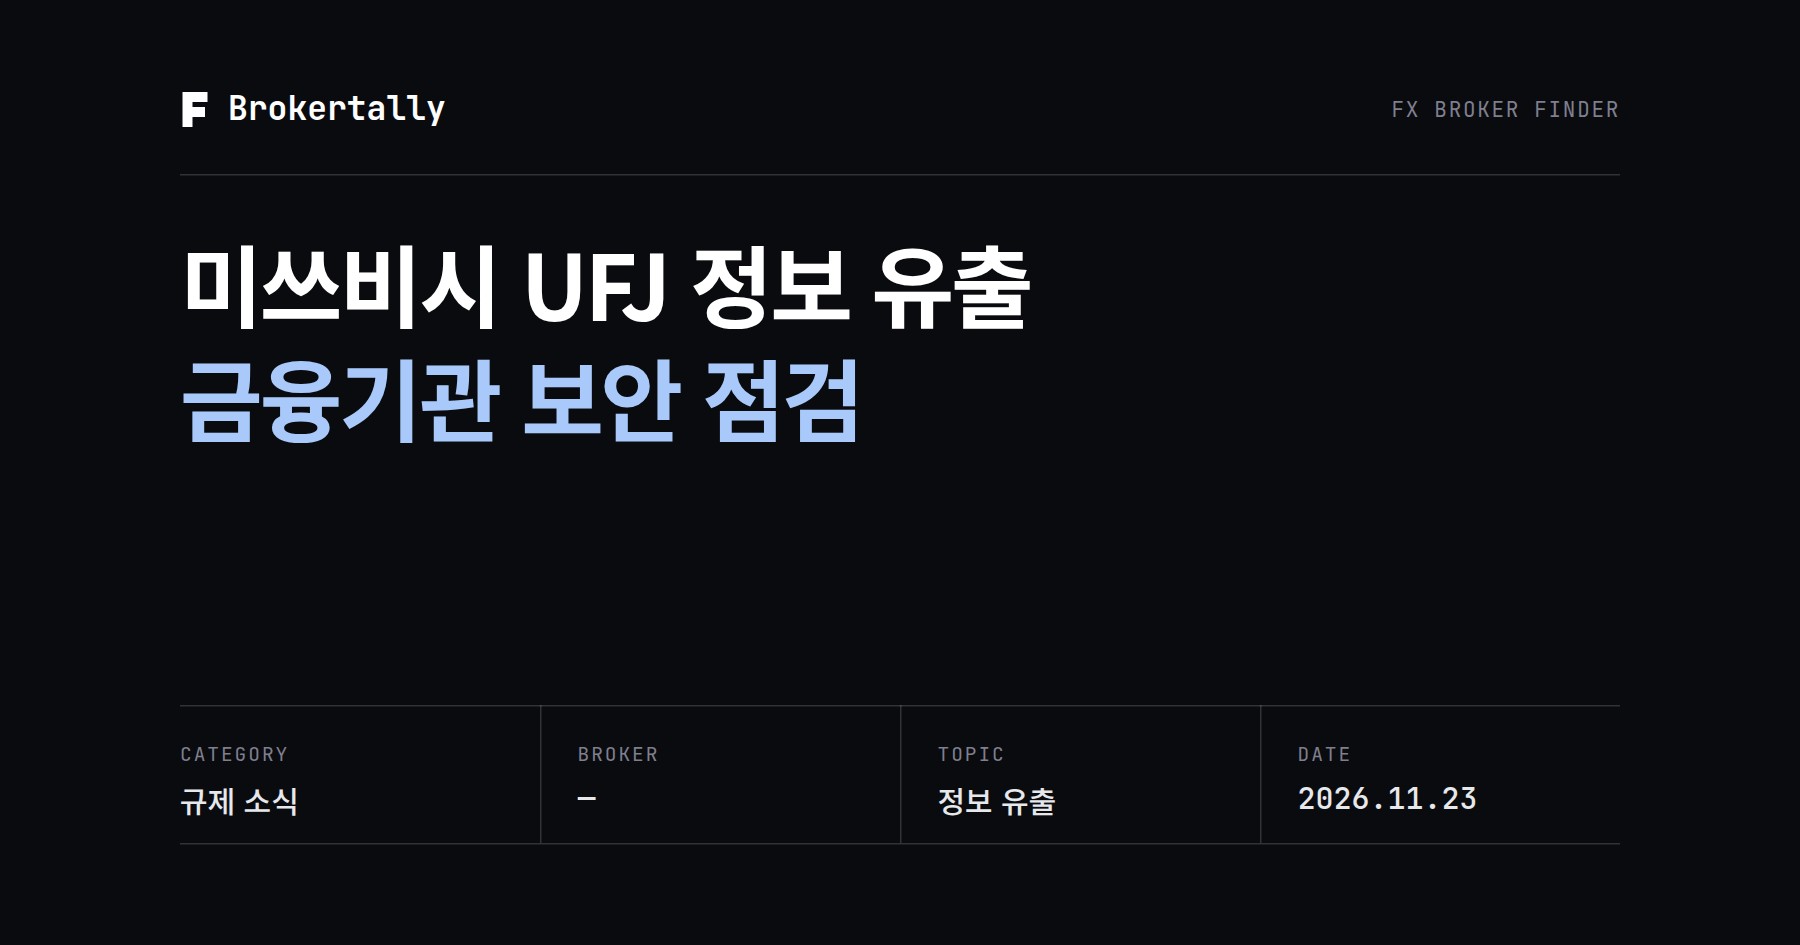 Brokertally
FX BROKER FINDER
미쓰비시 UFJ 정보 유출
금융기관 보안 점검
CATEGORY
규제 소식
BROKER
—
TOPIC
정보 유출
DATE
2026.11.23